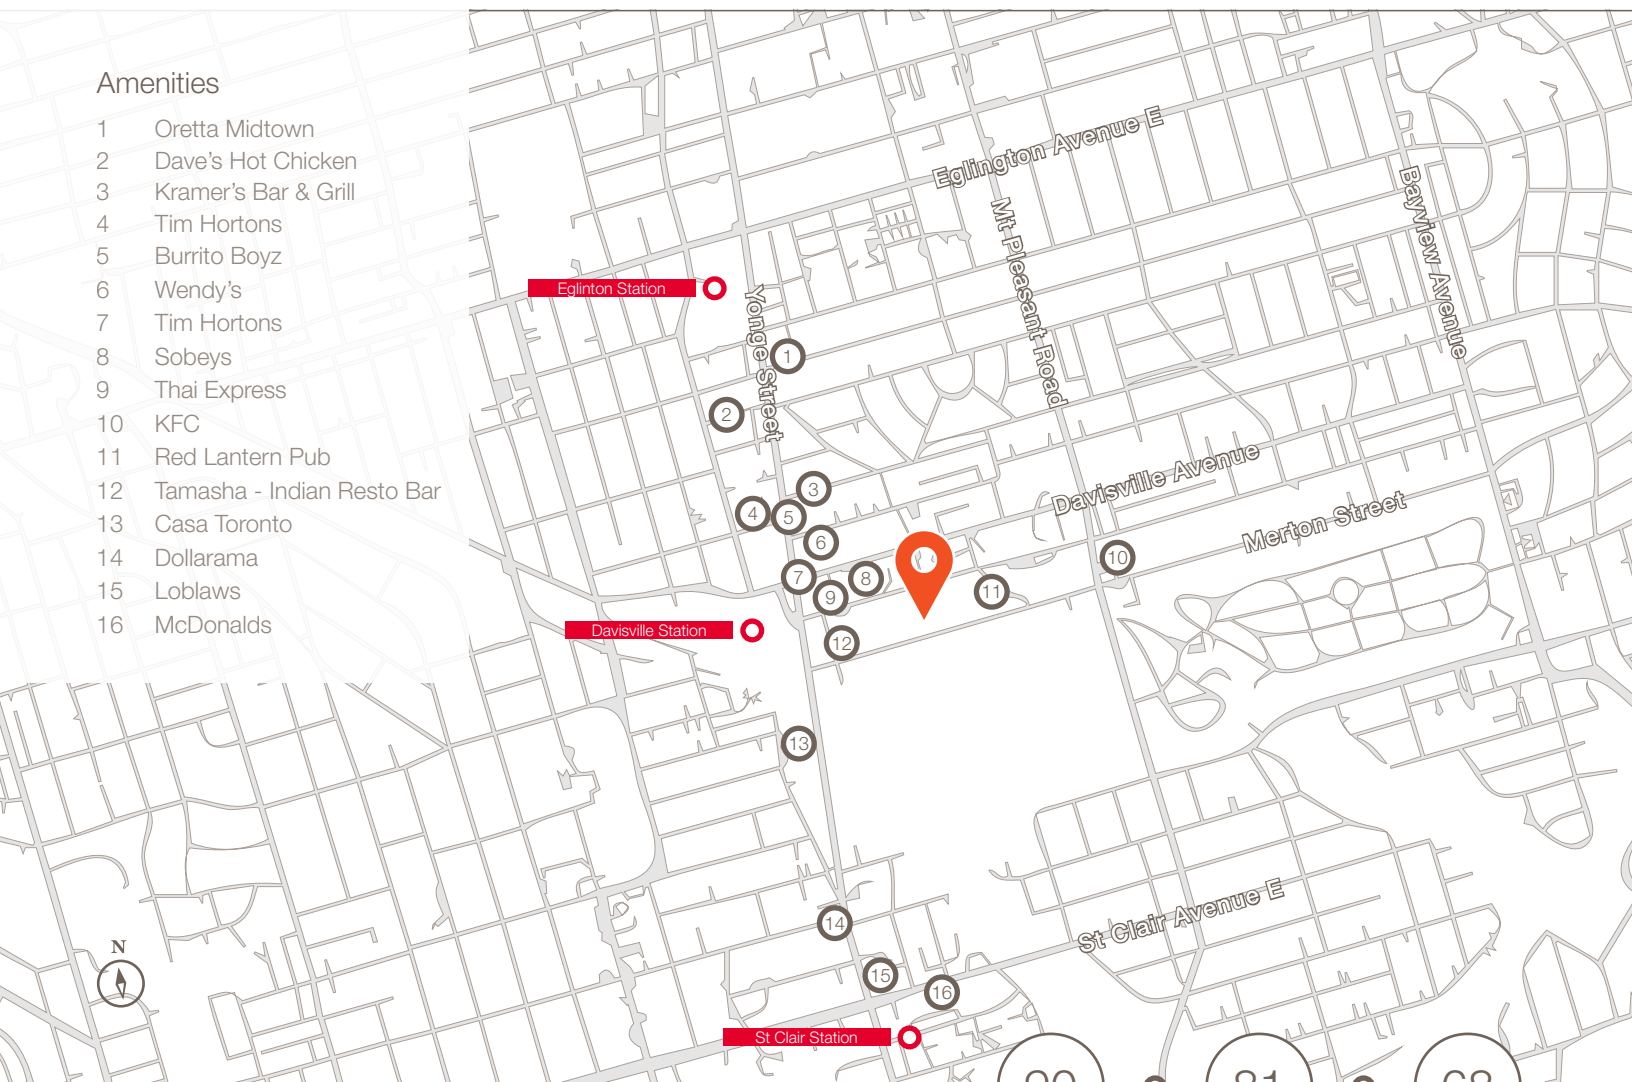 Amenities
1 Oretta Midtown
2 Dave's Hot Chicken
3 Kramer's Bar & Grill
4 Tim Hortons
5 Burrito Boyz
6 Wendy's
7 Tim Hortons
8 Sobeys
9 Thai Express
10 KFC
11 Red Lantern Pub
12 Tamasha - Indian Resto Bar
13 Casa Toronto
14 Dollarama
15 Loblaws
16 McDonalds
Eglington Avenue E
Mt Pleasant Road
Bayview Avenue
Eglinton Station
Yonge Street
1
2
3
4
5
6
7
8
9
10
11
12
13
14
15
16
Davisville Avenue
Merton Street
Davisville Station
St Clair Avenue E
N
St Clair Station